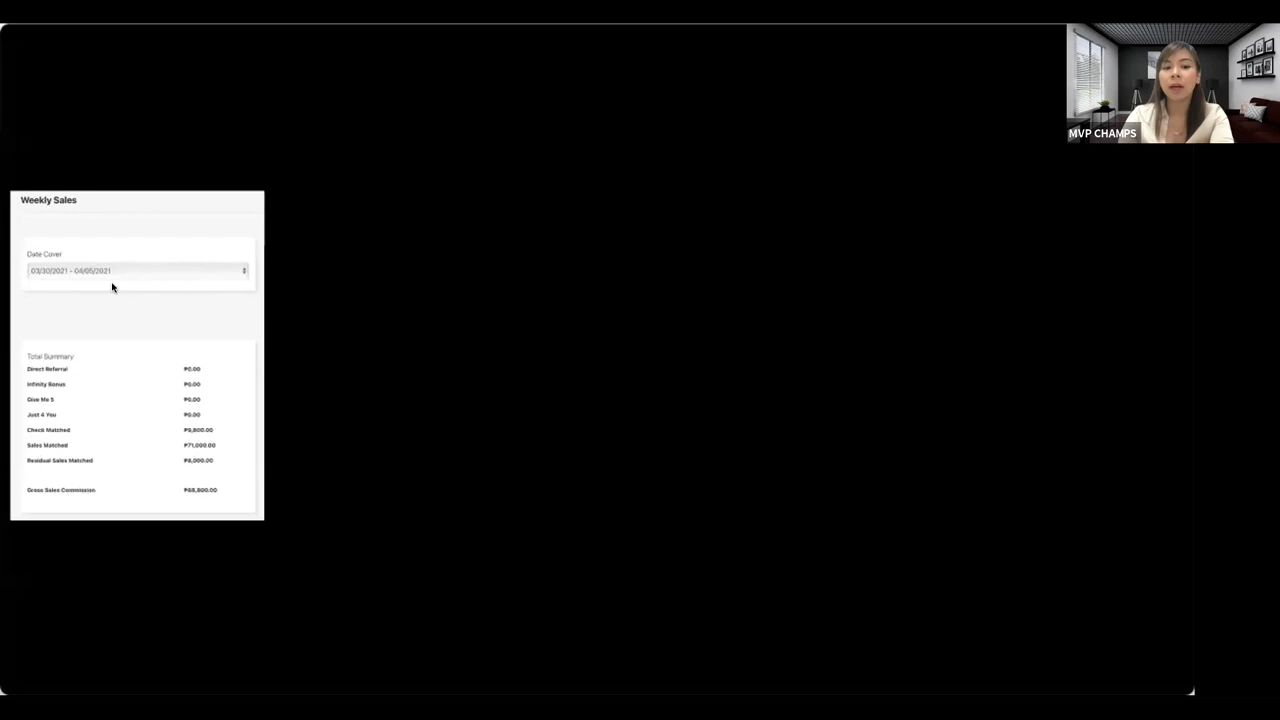 MVP CHAMPS
Weekly Sales
Date Cover
03/30/2021 - 04/05/2021
Total Summary
Direct Referral ₱0.00
Infinity Bonus ₱0.00
Give Me 5 ₱0.00
Just 4 You ₱0.00
Check Matched ₱9,800.00
Sales Matched ₱71,000.00
Residual Sales Matched ₱8,000.00
Gross Sales Commission ₱88,800.00